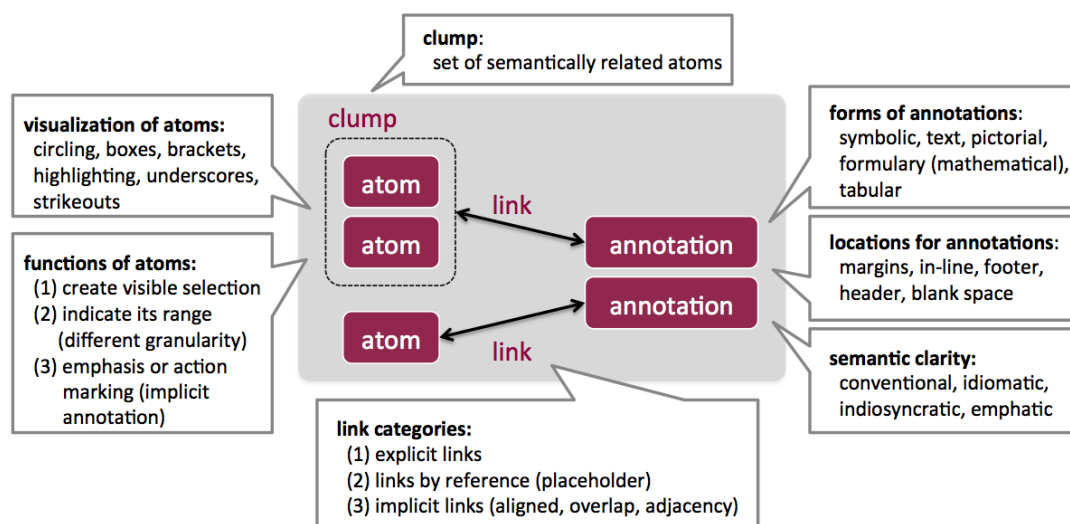 clump:
set of semantically related atoms
visualization of atoms:
circling, boxes, brackets,
highlighting, underscores,
strikeouts
functions of atoms:
(1) create visible selection
(2) indicate its range
(different granularity)
(3) emphasis or action
marking (implicit
annotation)
clump
atom
atom
atom
link
link
annotation
annotation
forms of annotations:
symbolic, text, pictorial,
formulary (mathematical),
tabular
locations for annotations:
margins, in-line, footer,
header, blank space
semantic clarity:
conventional, idiomatic,
indiosyncratic, emphatic
link categories:
(1) explicit links
(2) links by reference (placeholder)
(3) implicit links (aligned, overlap, adjacency)